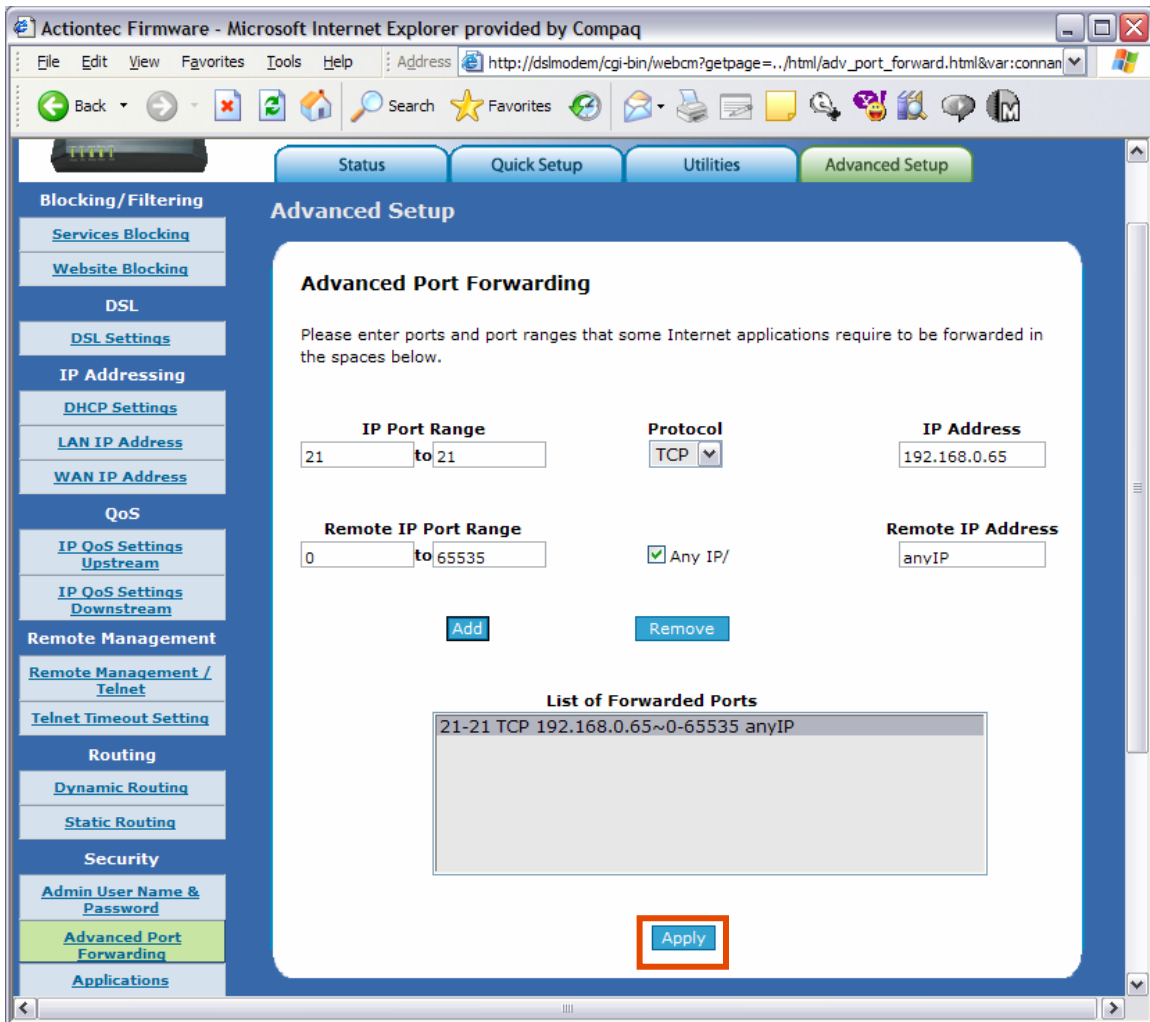 Actiontec Firmware - Microsoft Internet Explorer provided by Compaq
File Edit View Favorites Tools Help Address http://dslmodem/cgi-bin/webcm?getpage=../html/adv_port_forward.html&var:connan
Back Search Favorites
Status Quick Setup Utilities Advanced Setup
Blocking/Filtering
Services Blocking
Website Blocking
DSL
DSL Settings
IP Addressing
DHCP Settings
LAN IP Address
WAN IP Address
QoS
IP QoS Settings
Upstream
IP QoS Settings
Downstream
Remote Management
Remote Management /
Telnet
Telnet Timeout Setting
Routing
Dynamic Routing
Static Routing
Security
Admin User Name &
Password
Advanced Port
Forwarding
Applications
Advanced Setup
Advanced Port Forwarding
Please enter ports and port ranges that some Internet applications require to be forwarded in
the spaces below.
IP Port Range Protocol IP Address
21 to 21 TCP 192.168.0.65
Remote IP Port Range Remote IP Address
0 to 65535 Any IP/ anyIP
Add Remove
List of Forwarded Ports
21-21 TCP 192.168.0.65~0-65535 anyIP
Apply